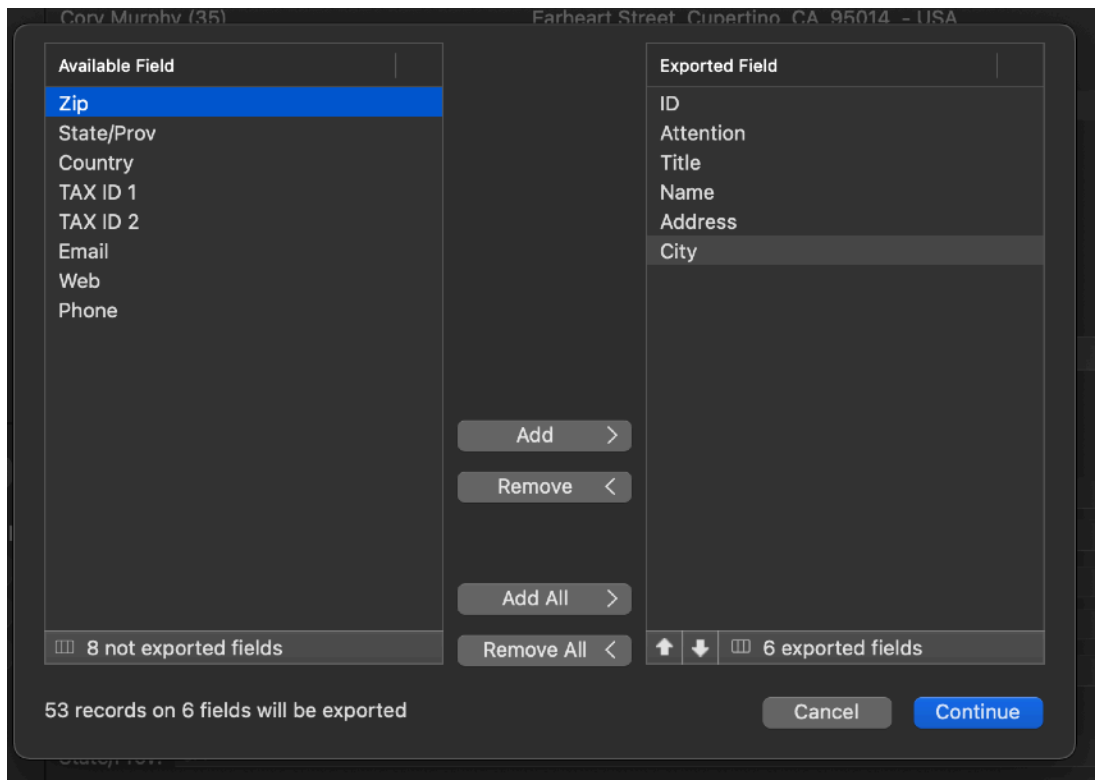 Cory Murphy (35)
Earheart Street, Cupertino, CA 95014 - USA
Available Field
Zip
State/Prov
Country
TAX ID 1
TAX ID 2
Email
Web
Phone
8 not exported fields
Add
Remove
Add All
Remove All
Exported Field
ID
Attention
Title
Name
Address
City
6 exported fields
53 records on 6 fields will be exported
Cancel
Continue
State/Prov: